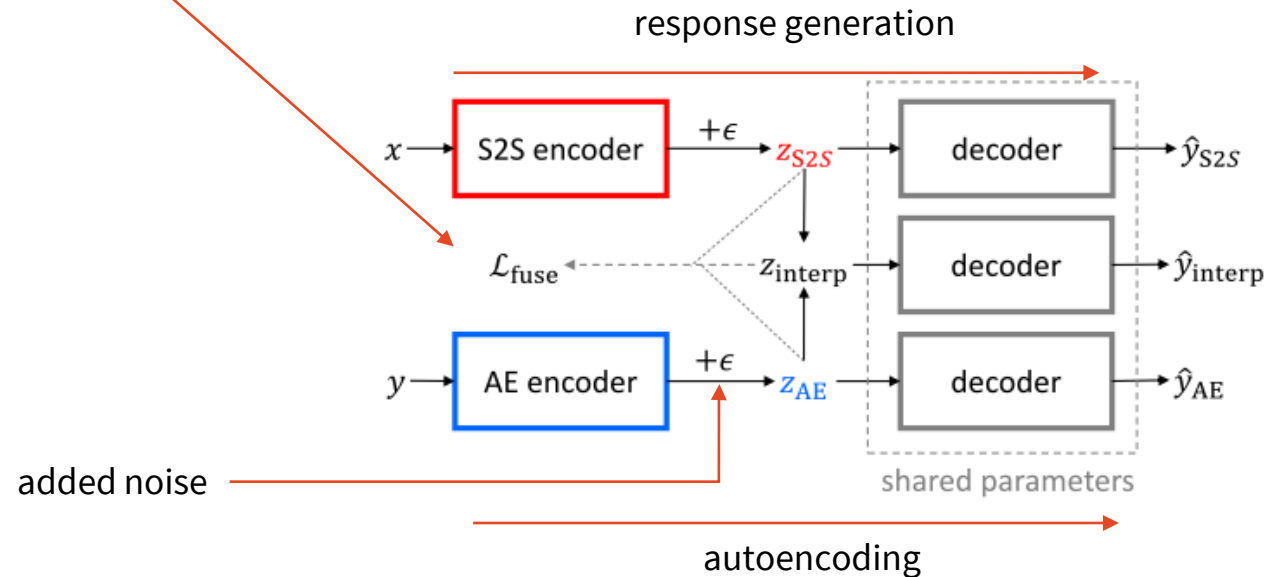 response generation
x S2S encoder +ϵ z_S2S decoder ŷ_S2S
ℒ_fuse z_interp decoder ŷ_interp
y AE encoder +ϵ z_AE decoder ŷ_AE
added noise
shared parameters
autoencoding